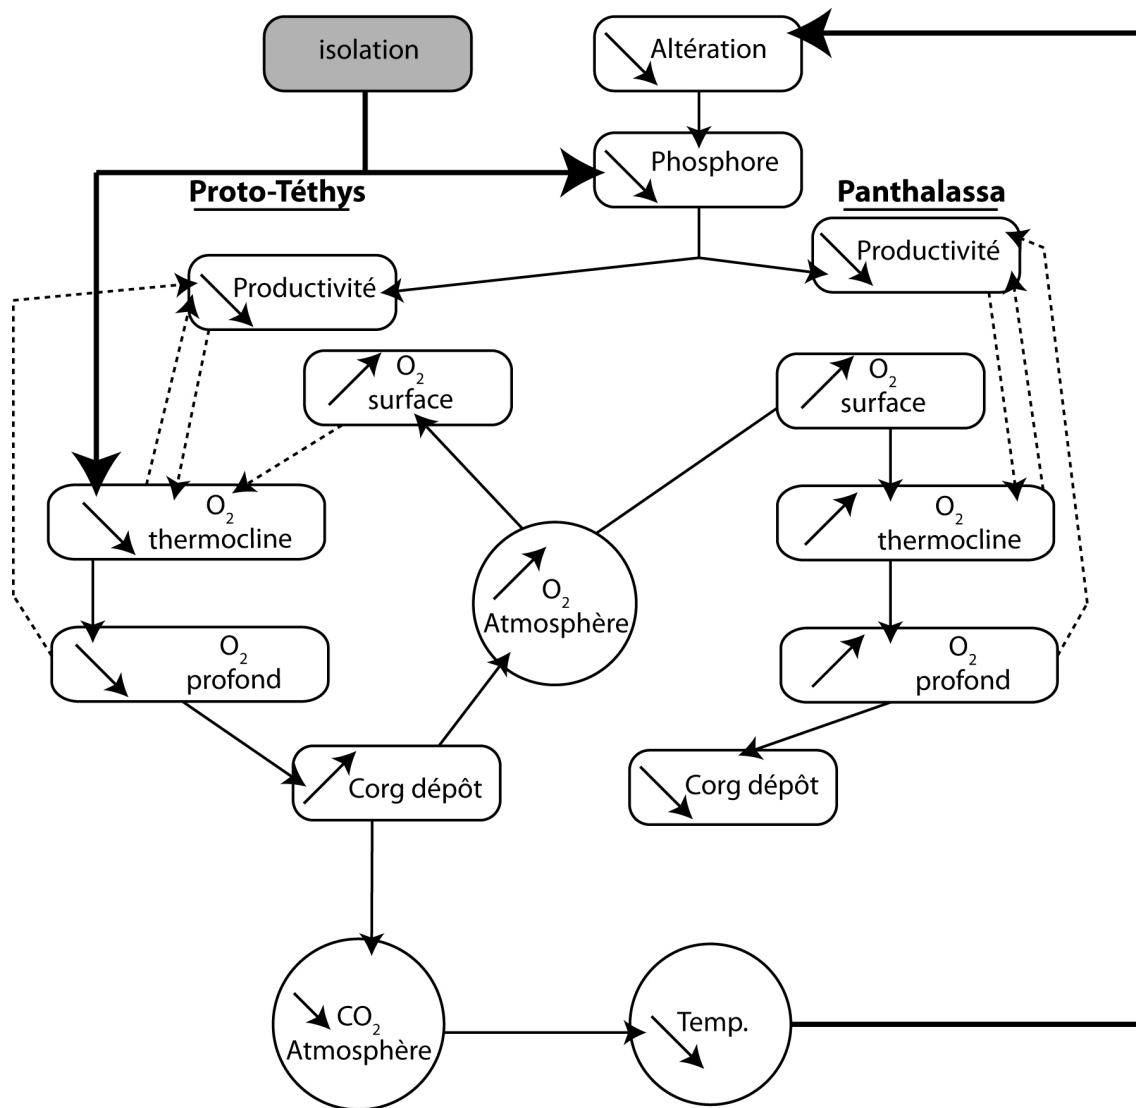 isolation
Altération
Phosphore
Proto-Téthys
Panthalassa
Productivité
Productivité
O2
surface
O2
surface
O2
thermocline
O2
thermocline
O2
Atmosphère
O2
profond
O2
profond
Corg dépôt
Corg dépôt
CO2
Atmosphère
Temp.